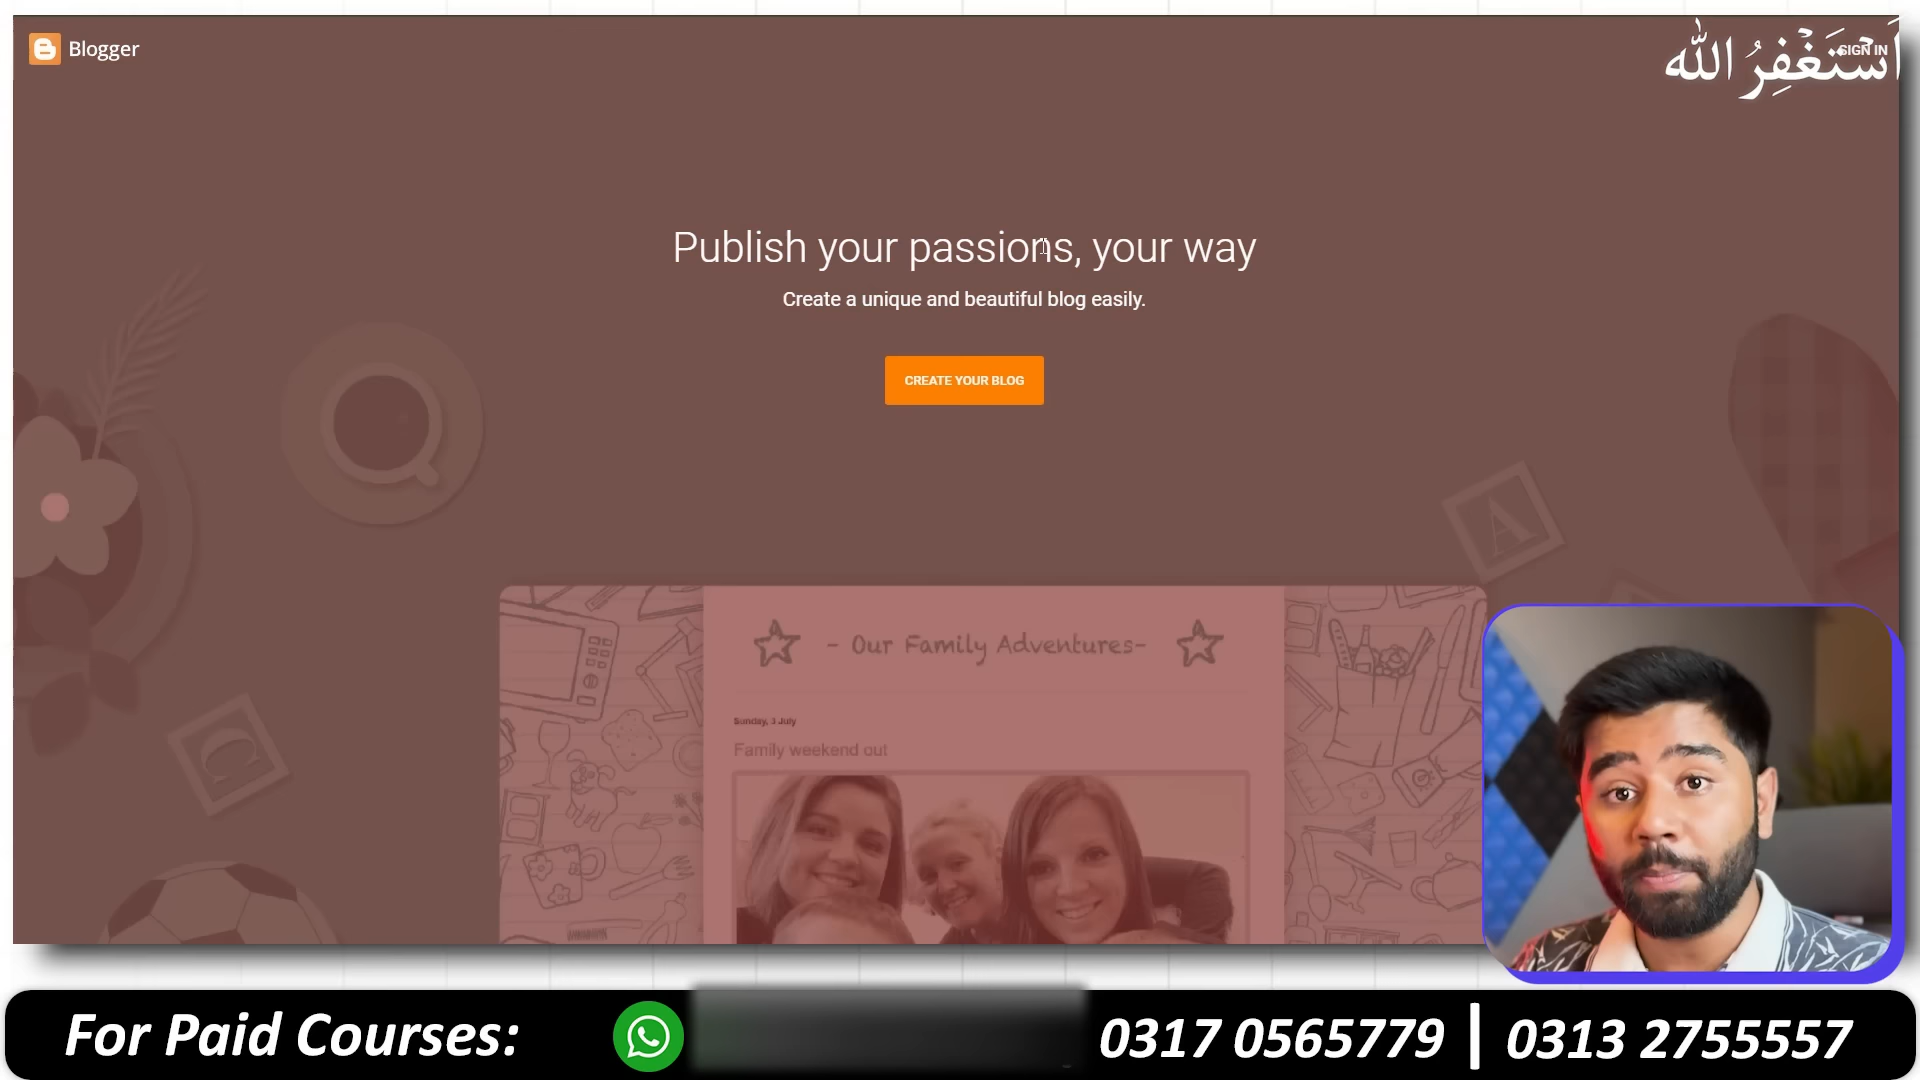 Blogger
SIGN IN
اَسْتَغْفِرُ اللّٰه
Publish your passions, your way
Create a unique and beautiful blog easily.
CREATE YOUR BLOG
A
- Our Family Adventures-
Sunday, 3 July
Family weekend out
For Paid Courses:
0317 0565779 | 0313 2755557